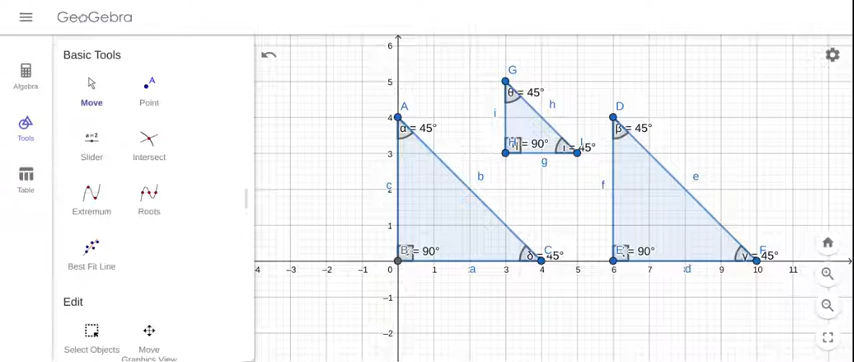 GeoGebra
Basic Tools
Algebra
Tools
Table
Move
Point
Slider
Intersect
Extremum
Roots
Best Fit Line
Edit
Select Objects
Move
Graphics View
a=2
A
6
5
4
3
2
1
0
−1
−2
4
−3
−2
−1
1
2
3
4
5
6
7
8
9
10
11
A
α = 45°
c
b
B = 90°
C
δ = 45°
a
G
θ = 45°
i
h
= 90°
I
ι = 45°
g
D
β = 45°
f
e
E = 90°
F
γ = 45°
d